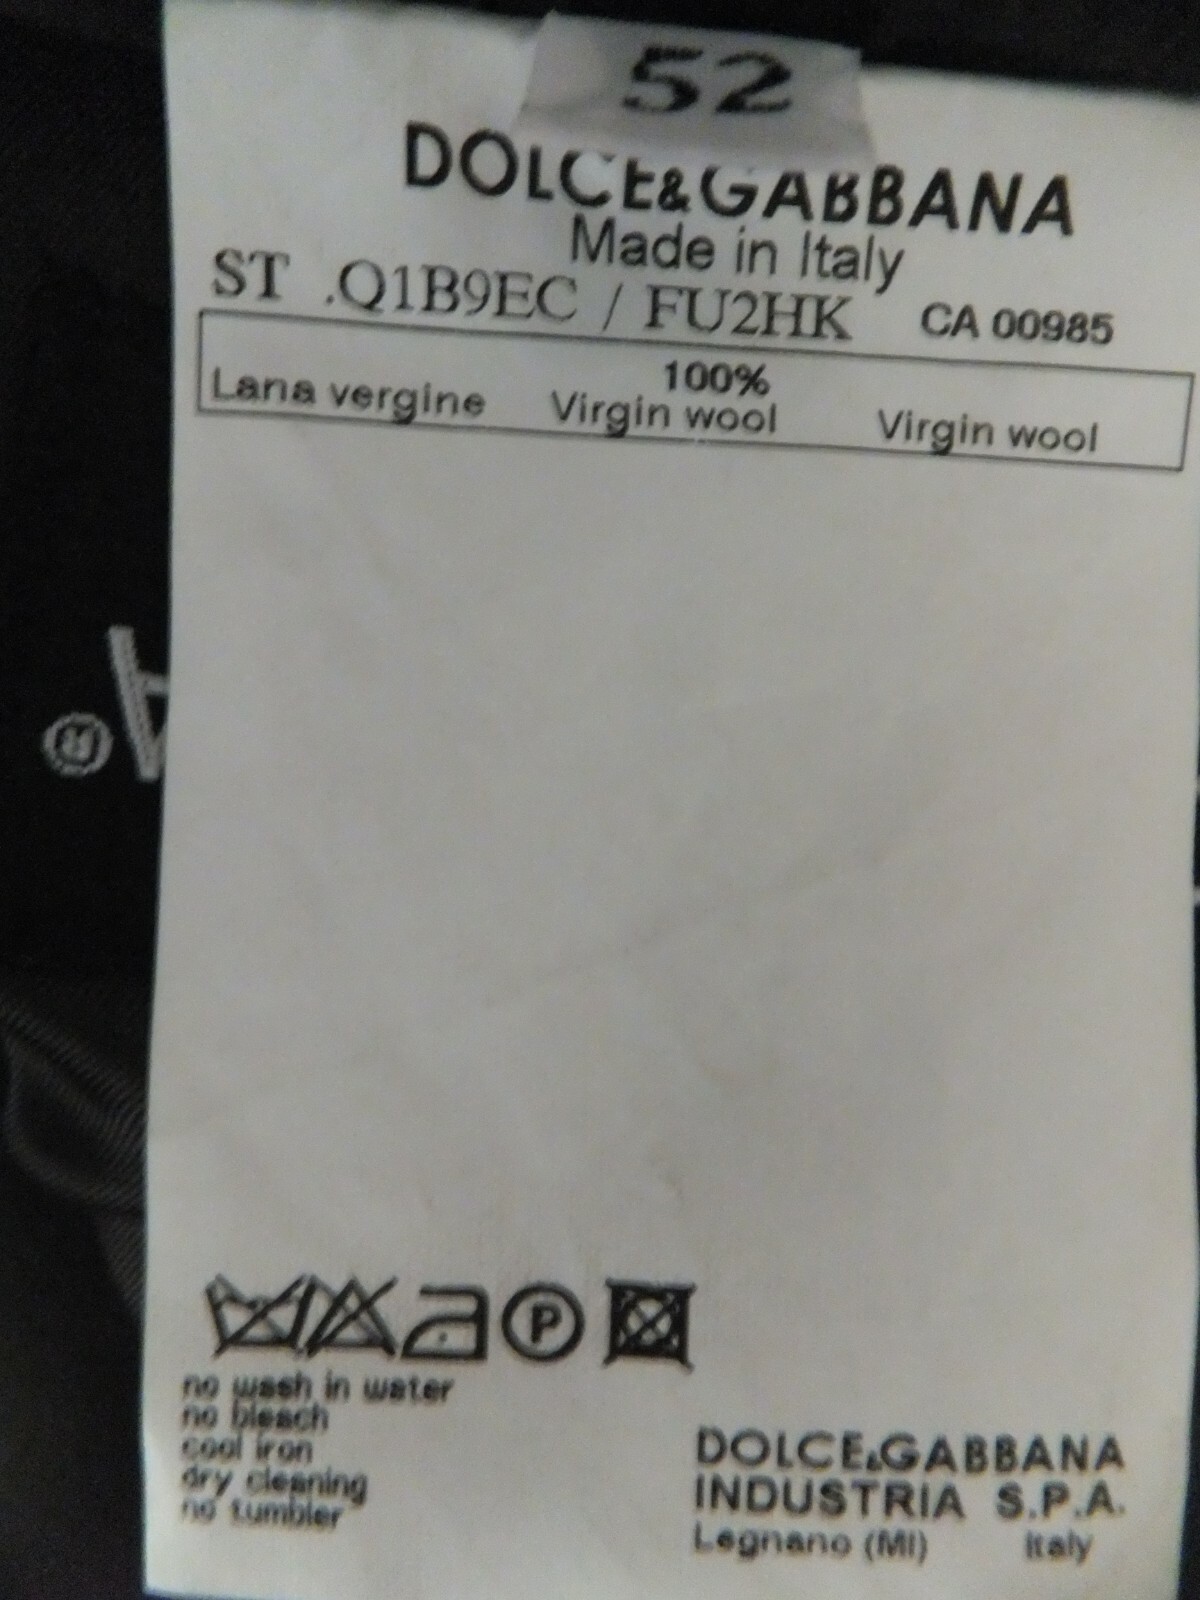 52
DOLCE&GABBANA
Made in Italy
ST .Q1B9EC / FU2HK CA 00985
100%
Lana vergine Virgin wool Virgin wool
A®
P
no wash in water
no bleach
cool iron
dry cleaning
no tumbler
DOLCE&GABBANA
INDUSTRIA S.P.A.
Legnano (MI) Italy